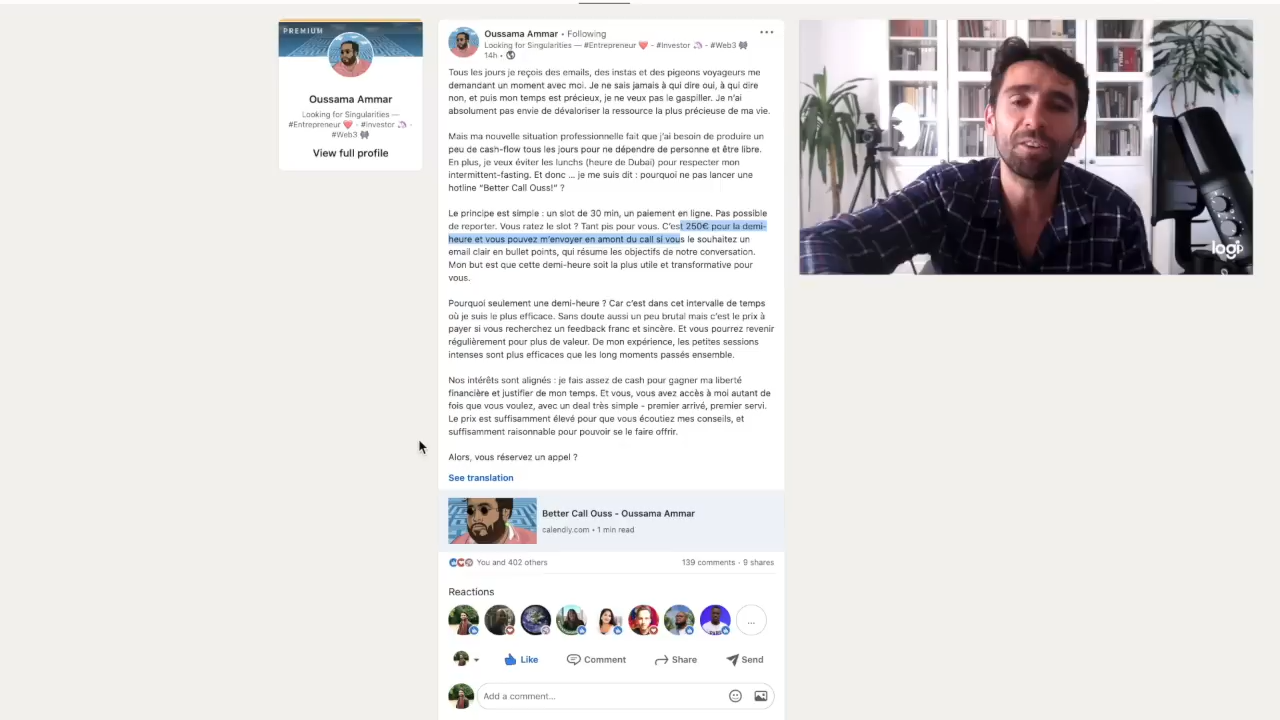 PREMIUM
Oussama Ammar
Looking for Singularities —
#Entrepreneur ❤️ - #Investor 🦄 -
#Web3
View full profile
Oussama Ammar • Following
Looking for Singularities — #Entrepreneur ❤️ - #Investor 🦄 - #Web3
14h •
Tous les jours je reçois des emails, des instas et des pigeons voyageurs me
demandant un moment avec moi. Je ne sais jamais à qui dire oui, à qui dire
non, et puis mon temps est précieux, je ne veux pas le gaspiller. Je n'ai
absolument pas envie de dévaloriser la ressource la plus précieuse de ma vie.
Mais ma nouvelle situation professionnelle fait que j'ai besoin de produire un
peu de cash-flow tous les jours pour ne dépendre de personne et être libre.
En plus, je veux éviter les lunchs (heure de Dubai) pour respecter mon
intermittent-fasting. Et donc ... je me suis dit : pourquoi ne pas lancer une
hotline "Better Call Ouss!" ?
Le principe est simple : un slot de 30 min, un paiement en ligne. Pas possible
de reporter. Vous ratez le slot ? Tant pis pour vous. C'est 250€ pour la demi-
heure et vous pouvez m'envoyer en amont du call si vous le souhaitez un
email clair en bullet points, qui résume les objectifs de notre conversation.
Mon but est que cette demi-heure soit la plus utile et transformative pour
vous.
Pourquoi seulement une demi-heure ? Car c'est dans cet intervalle de temps
où je suis le plus efficace. Sans doute aussi un peu brutal mais c'est le prix à
payer si vous recherchez un feedback franc et sincère. Et vous pourrez revenir
régulièrement pour plus de valeur. De mon expérience, les petites sessions
intenses sont plus efficaces que les long moments passés ensemble.
Nos intérêts sont alignés : je fais assez de cash pour gagner ma liberté
financière et justifier de mon temps. Et vous, vous avez accès à moi autant de
fois que vous voulez, avec un deal très simple - premier arrivé, premier servi.
Le prix est suffisamment élevé pour que vous écoutiez mes conseils, et
suffisamment raisonnable pour pouvoir se le faire offrir.
Alors, vous réservez un appel ?
See translation
Better Call Ouss - Oussama Ammar
calendly.com • 1 min read
You and 402 others
139 comments • 9 shares
Reactions
...
Like
Comment
Share
Send
Add a comment...
logi